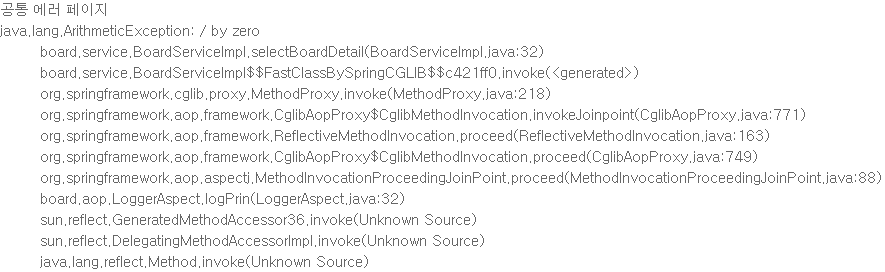 공통 에러 페이지
java.lang.ArithmeticException: / by zero
board.service.BoardServiceImpl.selectBoardDetail(BoardServiceImpl.java:32)
board.service.BoardServiceImpl$$FastClassBySpringCGLIB$$c421ff0.invoke(<generated>)
org.springframework.cglib.proxy.MethodProxy.invoke(MethodProxy.java:218)
org.springframework.aop.framework.CglibAopProxy$CglibMethodInvocation.invokeJoinpoint(CglibAopProxy.java:771)
org.springframework.aop.framework.ReflectiveMethodInvocation.proceed(ReflectiveMethodInvocation.java:163)
org.springframework.aop.framework.CglibAopProxy$CglibMethodInvocation.proceed(CglibAopProxy.java:749)
org.springframework.aop.aspectj.MethodInvocationProceedingJoinPoint.proceed(MethodInvocationProceedingJoinPoint.java:88)
board.aop.LoggerAspect.logPrin(LoggerAspect.java:32)
sun.reflect.GeneratedMethodAccessor36.invoke(Unknown Source)
sun.reflect.DelegatingMethodAccessorImpl.invoke(Unknown Source)
java.lang.reflect.Method.invoke(Unknown Source)